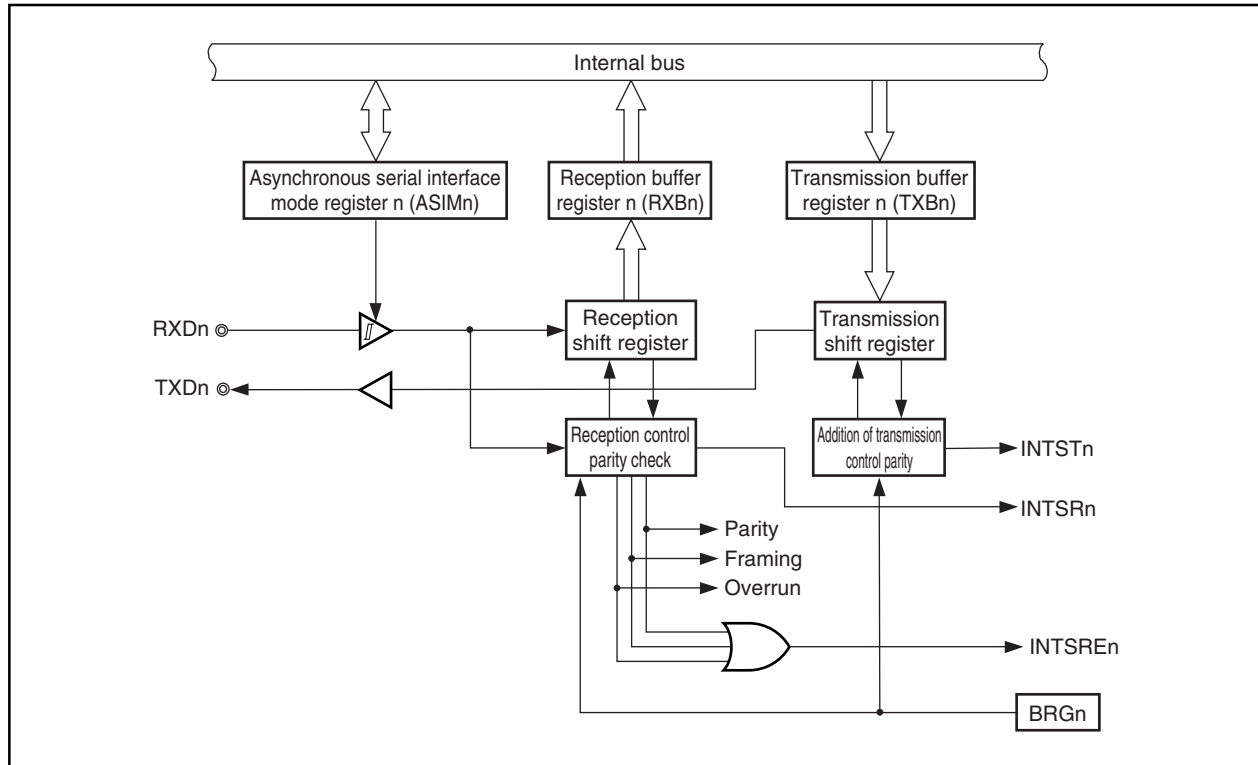 Internal bus
Asynchronous serial interface
mode register n (ASIMn)
Reception buffer
register n (RXBn)
Transmission buffer
register n (TXBn)
RXDn
Reception
shift register
Transmission
shift register
TXDn
Reception control
parity check
Addition of transmission
control parity
INTSTn
INTSRn
Parity
Framing
Overrun
INTSREn
BRGn